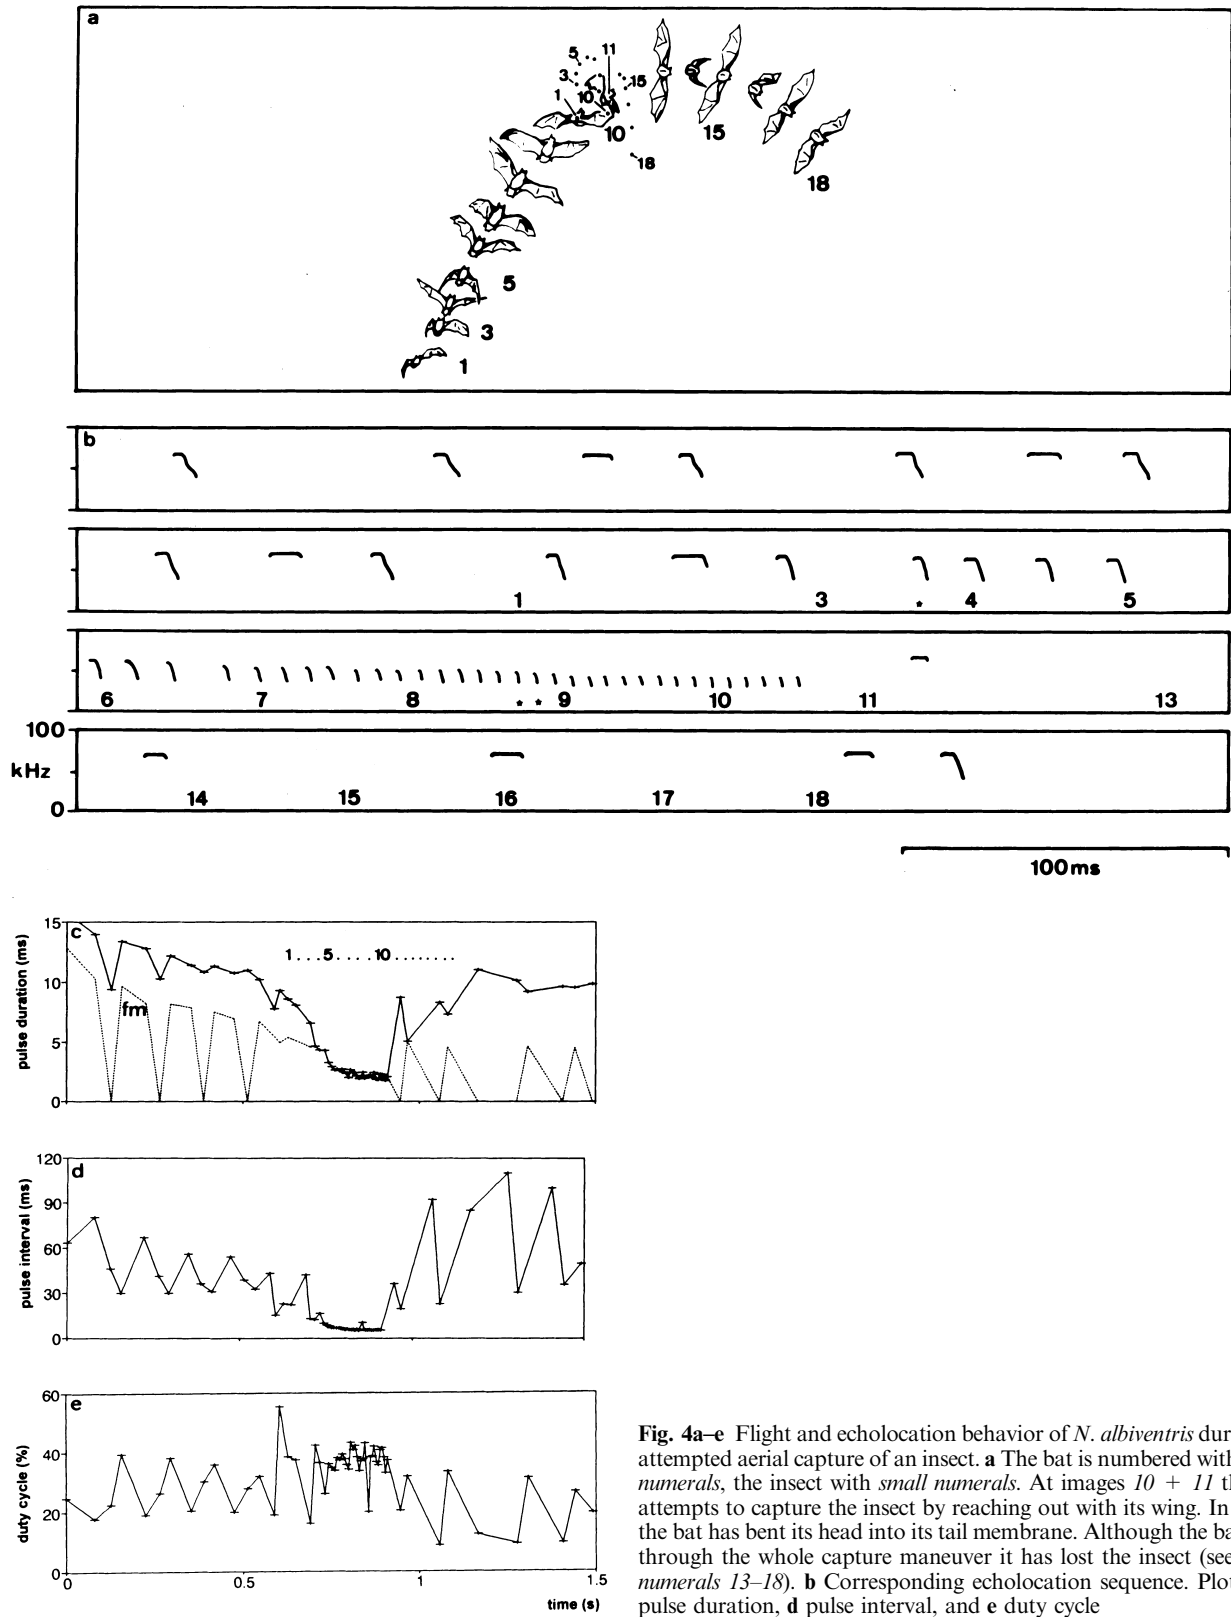 a
5
11
3
15
1
10
10
15
18
18
5
3
1
b
1 3 * 4 5
6 7 8 * * 9 10 11 13
100
kHz
0
14 15 16 17 18
100ms
c
15
10
5
0
pulse duration (ms)
1...5....10........
fm
d
120
90
60
30
0
pulse interval (ms)
e
60
40
20
0
duty cycle (%)
0 0.5 1 1.5
time (s)
Fig. 4a–e Flight and echolocation behavior of N. albiventris dur
attempted aerial capture of an insect. a The bat is numbered with
numerals, the insect with small numerals. At images 10 + 11 t
attempts to capture the insect by reaching out with its wing. In
the bat has bent its head into its tail membrane. Although the ba
through the whole capture maneuver it has lost the insect (see
numerals 13–18). b Corresponding echolocation sequence. Plo
pulse duration, d pulse interval, and e duty cycle